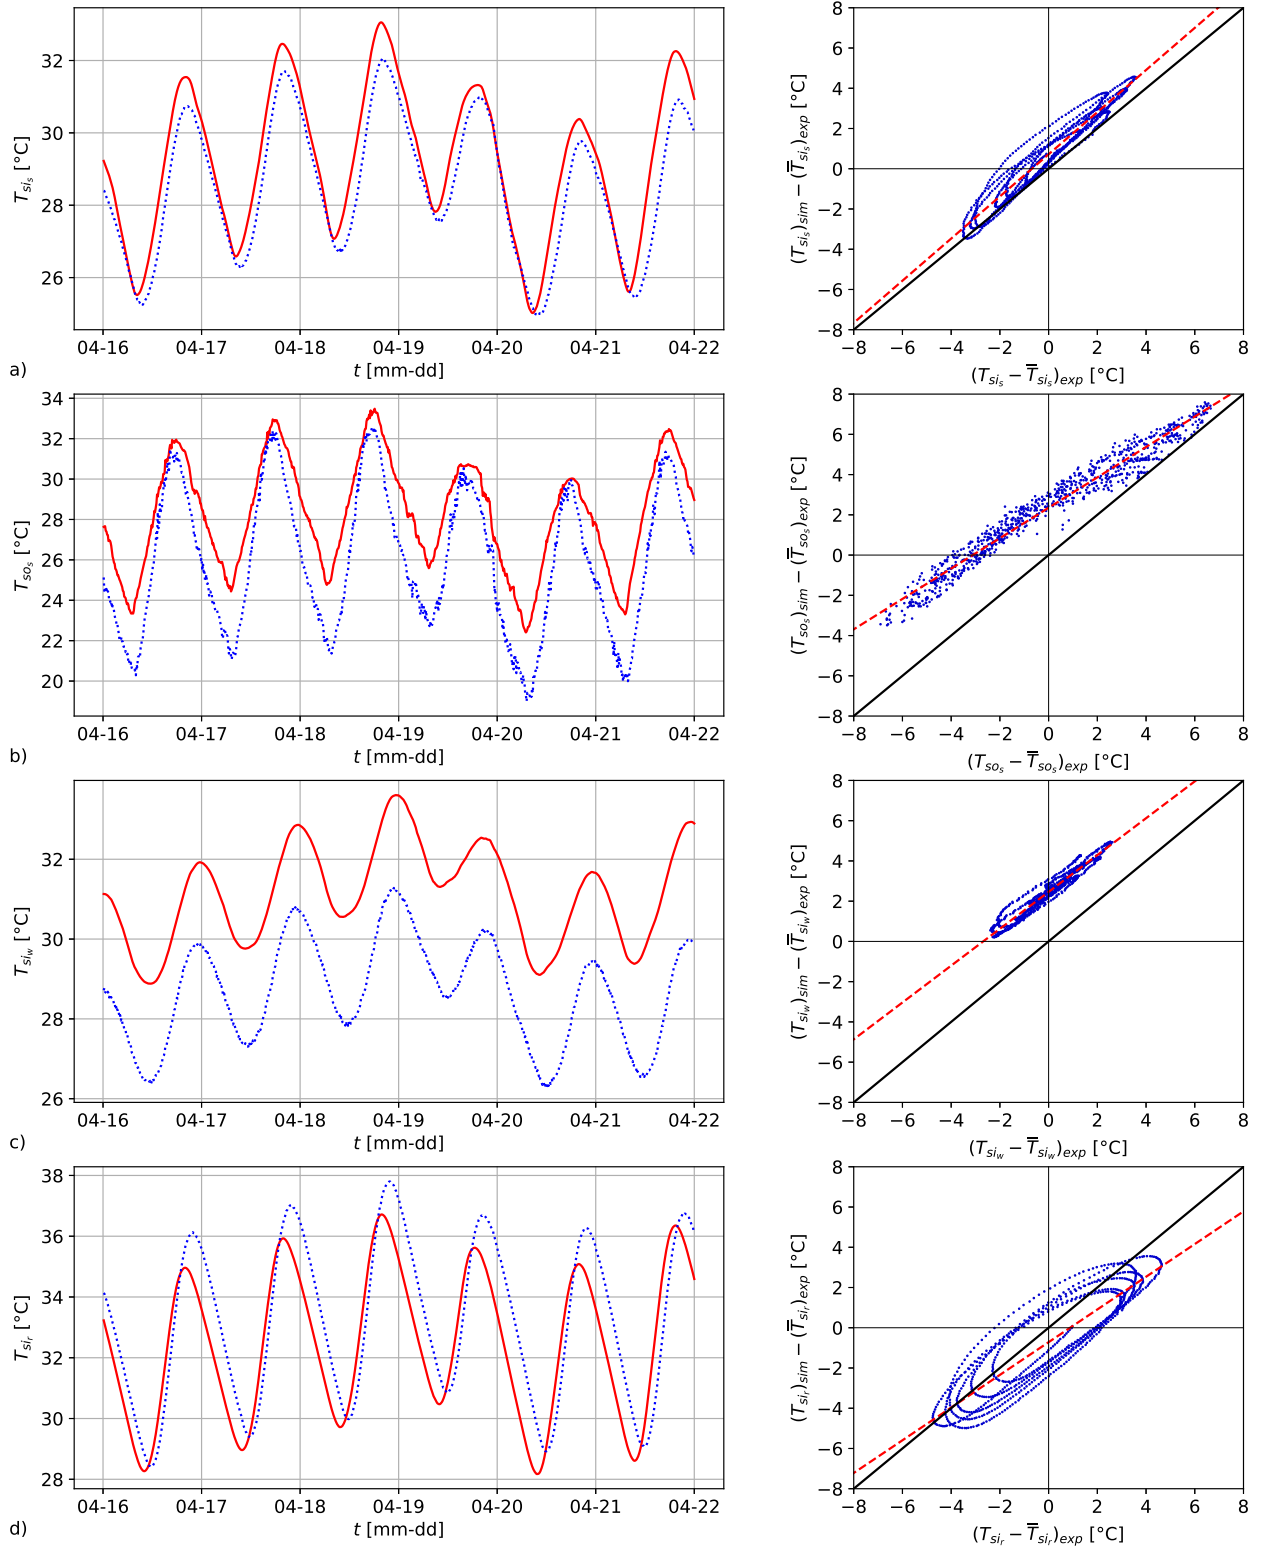 32
30
28
26
T_{si_s} [°C]
04-16 04-17 04-18 04-19 04-20 04-21 04-22
t [mm-dd]
a)
8
6
4
2
0
−2
−4
−6
−8
(T_{si_s})_{sim} − (T̿_{si_s})_{exp} [°C]
−8 −6 −4 −2 0 2 4 6 8
(T_{si_s} − T̿_{si_s})_{exp} [°C]
34
32
30
28
26
24
22
20
T_{so_s} [°C]
04-16 04-17 04-18 04-19 04-20 04-21 04-22
t [mm-dd]
b)
8
6
4
2
0
−2
−4
−6
−8
(T_{so_s})_{sim} − (T̿_{so_s})_{exp} [°C]
−8 −6 −4 −2 0 2 4 6 8
(T_{so_s} − T̿_{so_s})_{exp} [°C]
32
30
28
26
T_{si_w} [°C]
04-16 04-17 04-18 04-19 04-20 04-21 04-22
t [mm-dd]
c)
8
6
4
2
0
−2
−4
−6
−8
(T_{si_w})_{sim} − (T̿_{si_w})_{exp} [°C]
−8 −6 −4 −2 0 2 4 6 8
(T_{si_w} − T̿_{si_w})_{exp} [°C]
38
36
34
32
30
28
T_{si_r} [°C]
04-16 04-17 04-18 04-19 04-20 04-21 04-22
t [mm-dd]
d)
8
6
4
2
0
−2
−4
−6
−8
(T_{si_r})_{sim} − (T̿_{si_r})_{exp} [°C]
−8 −6 −4 −2 0 2 4 6 8
(T_{si_r} − T̿_{si_r})_{exp} [°C]